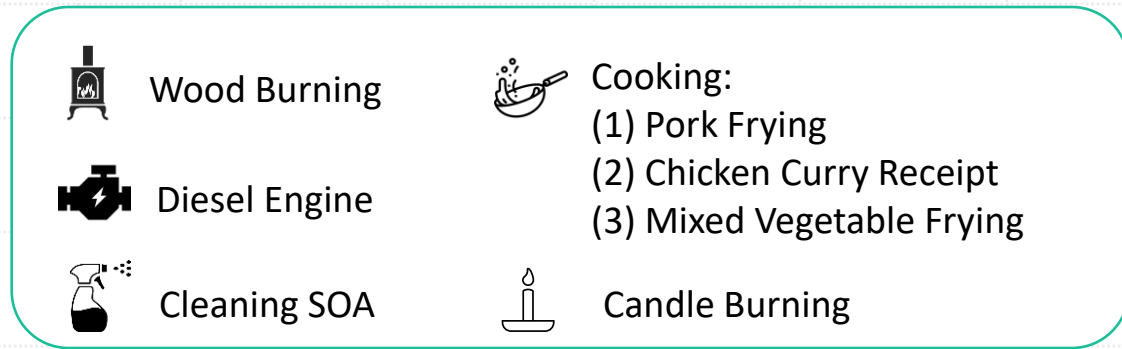 Wood Burning
Diesel Engine
Cleaning SOA
Cooking:
(1) Pork Frying
(2) Chicken Curry Receipt
(3) Mixed Vegetable Frying
Candle Burning